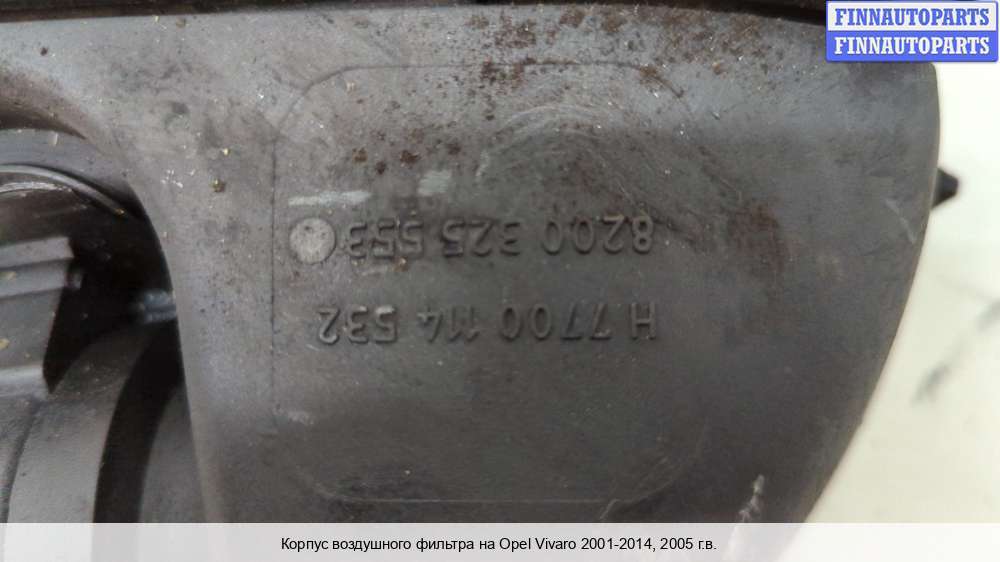 FINNAUTOPARTS
FINNAUTOPARTS
H 7700 114 532
8200 325 553
Корпус воздушного фильтра на Opel Vivaro 2001-2014, 2005 г.в.